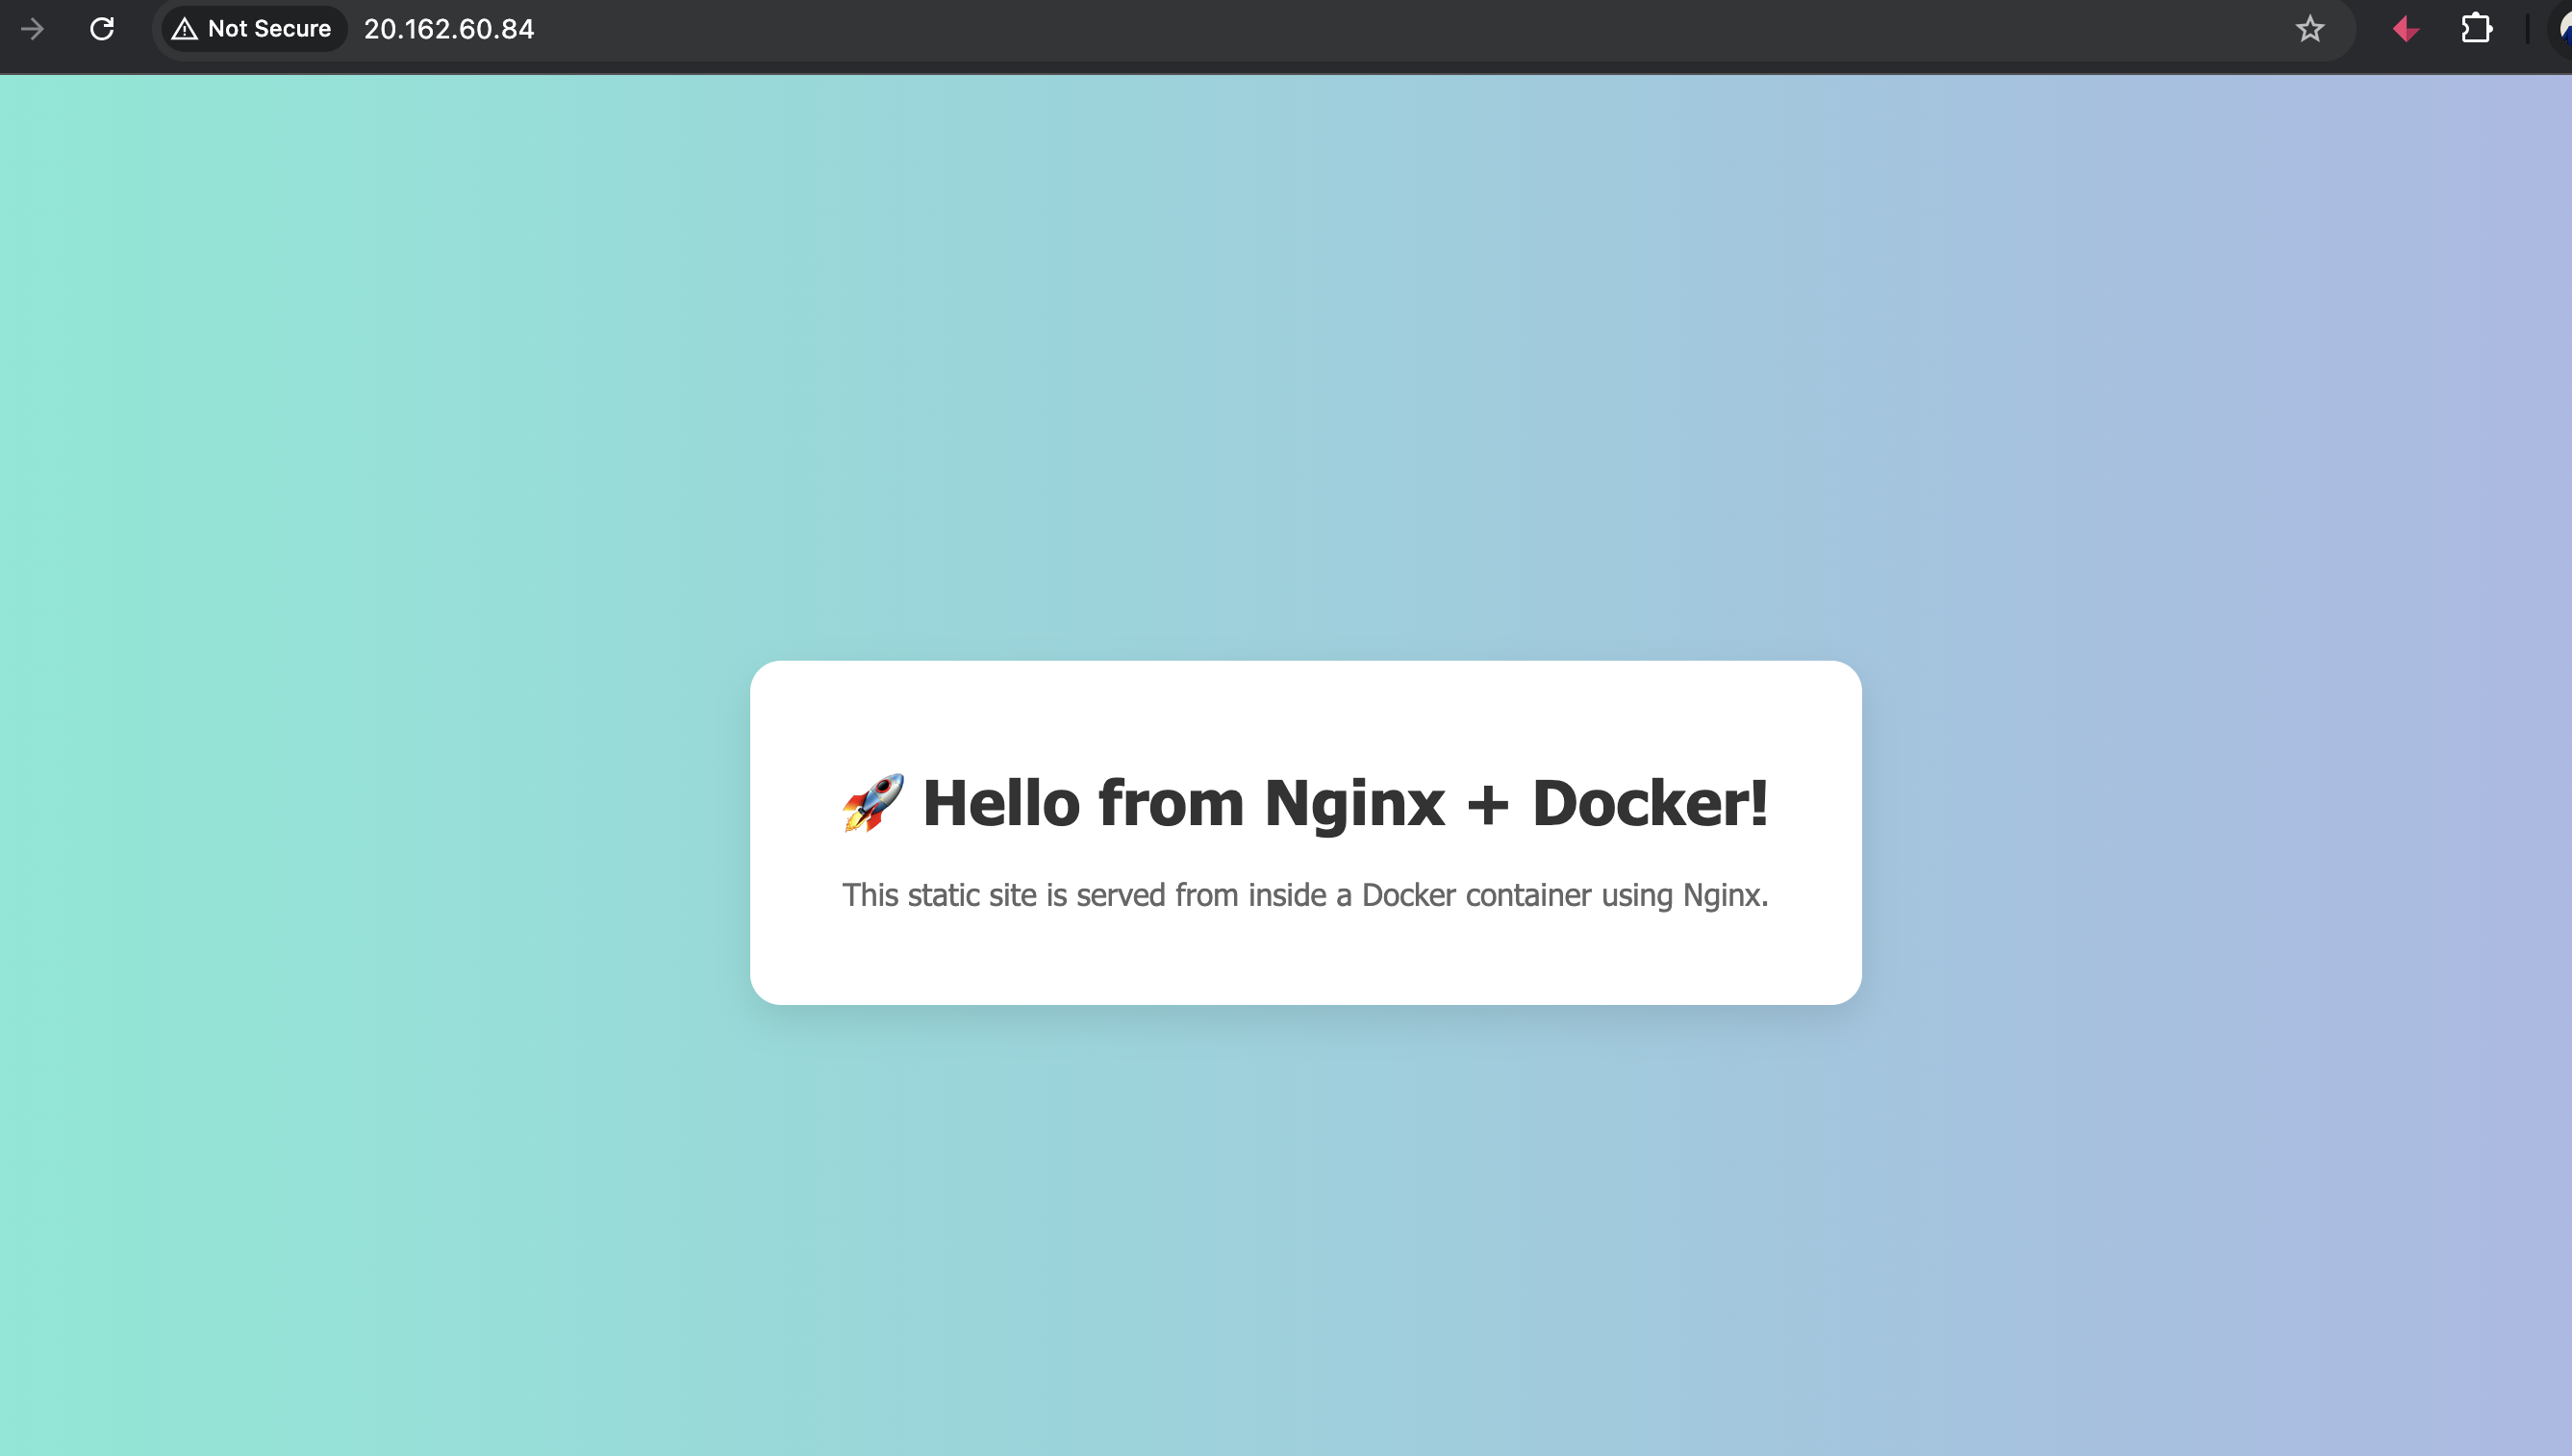 Not Secure 20.162.60.84
🚀 Hello from Nginx + Docker!
This static site is served from inside a Docker container using Nginx.